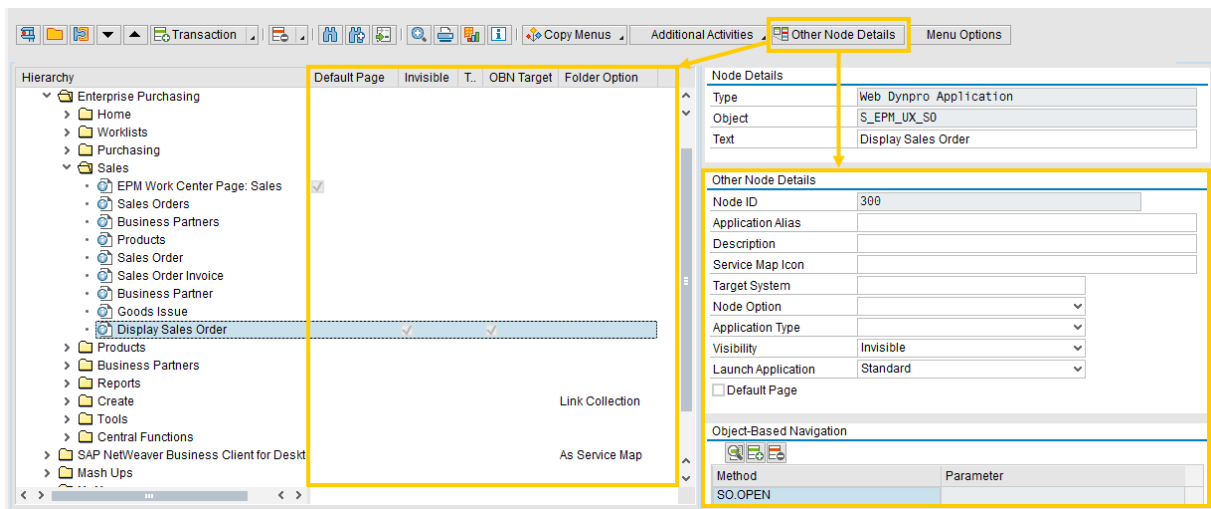 Transaction
Copy Menus
Additional Activities
Other Node Details
Menu Options
Hierarchy
Default Page
Invisible
T..
OBN Target
Folder Option
Enterprise Purchasing
Home
Worklists
Purchasing
Sales
EPM Work Center Page: Sales
Sales Orders
Business Partners
Products
Sales Order
Sales Order Invoice
Business Partner
Goods Issue
Display Sales Order
Products
Business Partners
Reports
Create Link Collection
Tools
Central Functions
SAP NetWeaver Business Client for Deskt As Service Map
Mash Ups
Node Details
Type Web Dynpro Application
Object S_EPM_UX_SO
Text Display Sales Order
Other Node Details
Node ID 300
Application Alias
Description
Service Map Icon
Target System
Node Option
Application Type
Visibility Invisible
Launch Application Standard
Default Page
Object-Based Navigation
Method Parameter
SO.OPEN